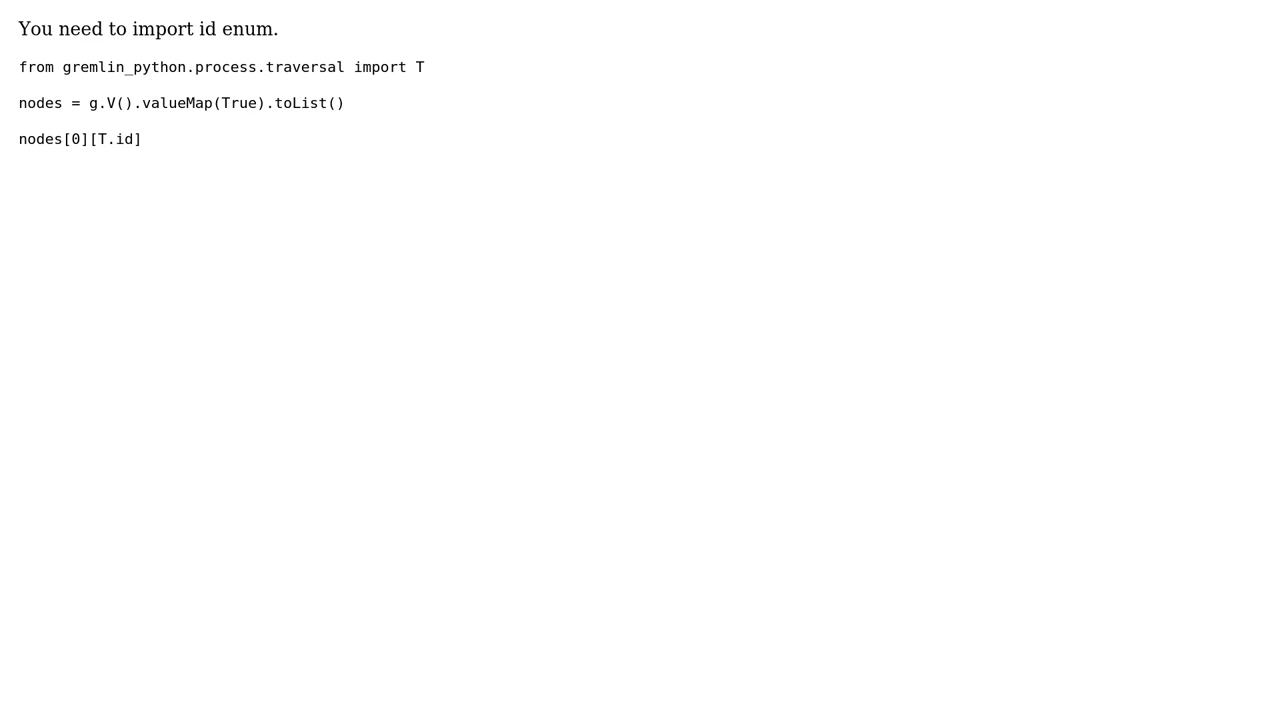 You need to import id enum.
from gremlin_python.process.traversal import T
nodes = g.V().valueMap(True).toList()
nodes[0][T.id]